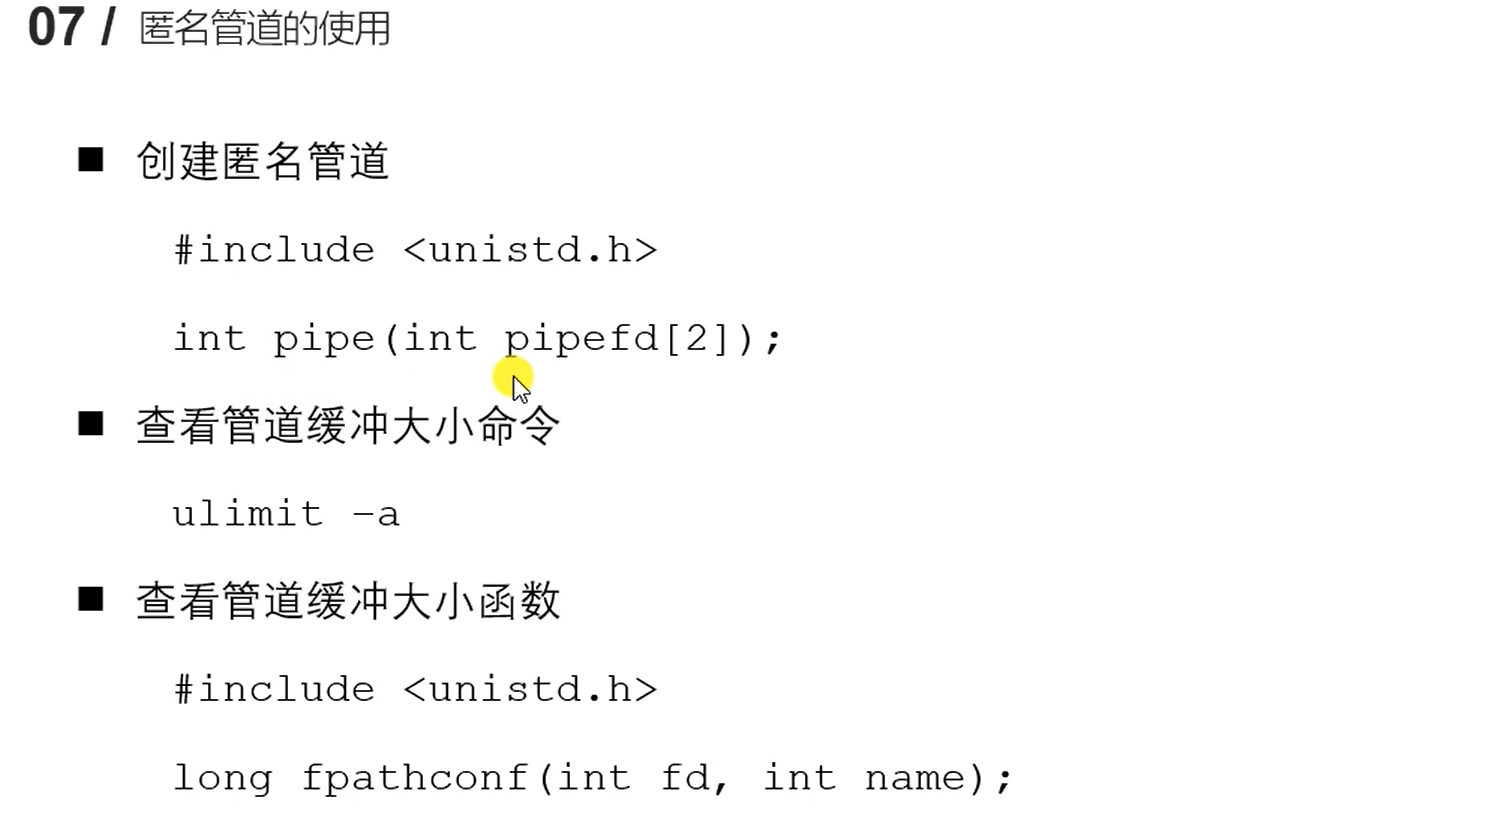 07 / 匿名管道的使用
■ 创建匿名管道
#include <unistd.h>
int pipe(int pipefd[2]);
■ 查看管道缓冲大小命令
ulimit –a
■ 查看管道缓冲大小函数
#include <unistd.h>
long fpathconf(int fd, int name);